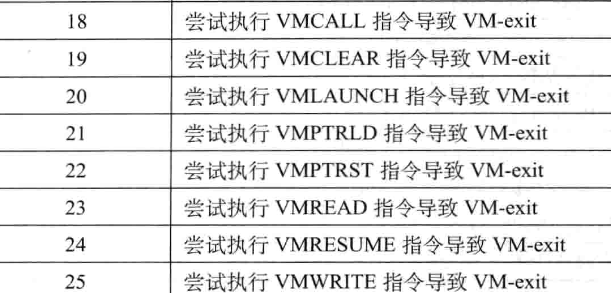 18 尝试执行 VMCALL 指令导致 VM-exit
19 尝试执行 VMCLEAR 指令导致 VM-exit
20 尝试执行 VMLAUNCH 指令导致 VM-exit
21 尝试执行 VMPTRLD 指令导致 VM-exit
22 尝试执行 VMPTRST 指令导致 VM-exit
23 尝试执行 VMREAD 指令导致 VM-exit
24 尝试执行 VMRESUME 指令导致 VM-exit
25 尝试执行 VMWRITE 指令导致 VM-exit